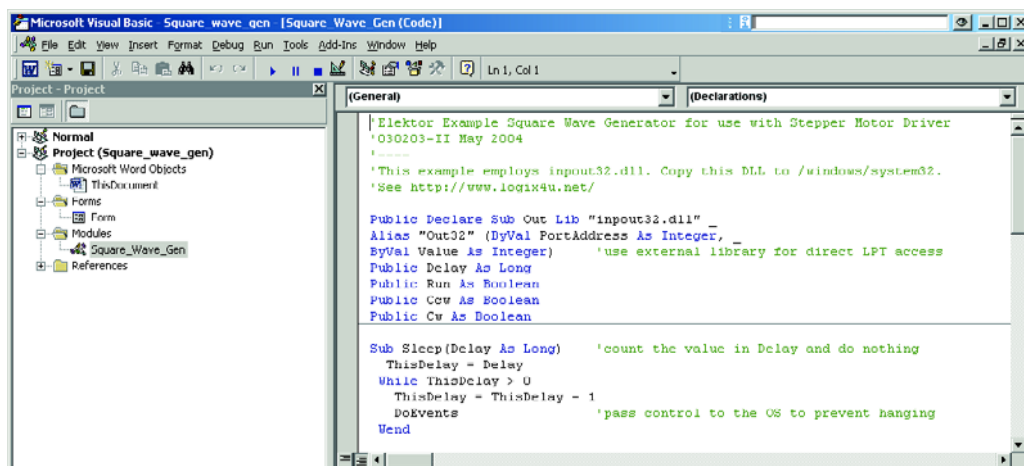 Microsoft Visual Basic - Square_wave_gen - [Square_Wave_Gen (Code)]
File Edit View Insert Format Debug Run Tools Add-Ins Window Help
Ln 1, Col 1
Project - Project
Normal
Project (Square_wave_gen)
Microsoft Word Objects
ThisDocument
Forms
Form
Modules
Square_Wave_Gen
References
(General)
(Declarations)
'Elektor Example Square Wave Generator for use with Stepper Motor Driver
'030203-II May 2004
'----
'This example employs inpout32.dll. Copy this DLL to /windows/system32.
'See http://www.logix4u.net/
Public Declare Sub Out Lib "inpout32.dll" _
Alias "Out32" (ByVal PortAddress As Integer, _
ByVal Value As Integer) 'use external library for direct LPT access
Public Delay As Long
Public Run As Boolean
Public Ccw As Boolean
Public Cw As Boolean
Sub Sleep(Delay As Long) 'count the value in Delay and do nothing
ThisDelay = Delay
While ThisDelay > 0
ThisDelay = ThisDelay - 1
DoEvents 'pass control to the OS to prevent hanging
Wend